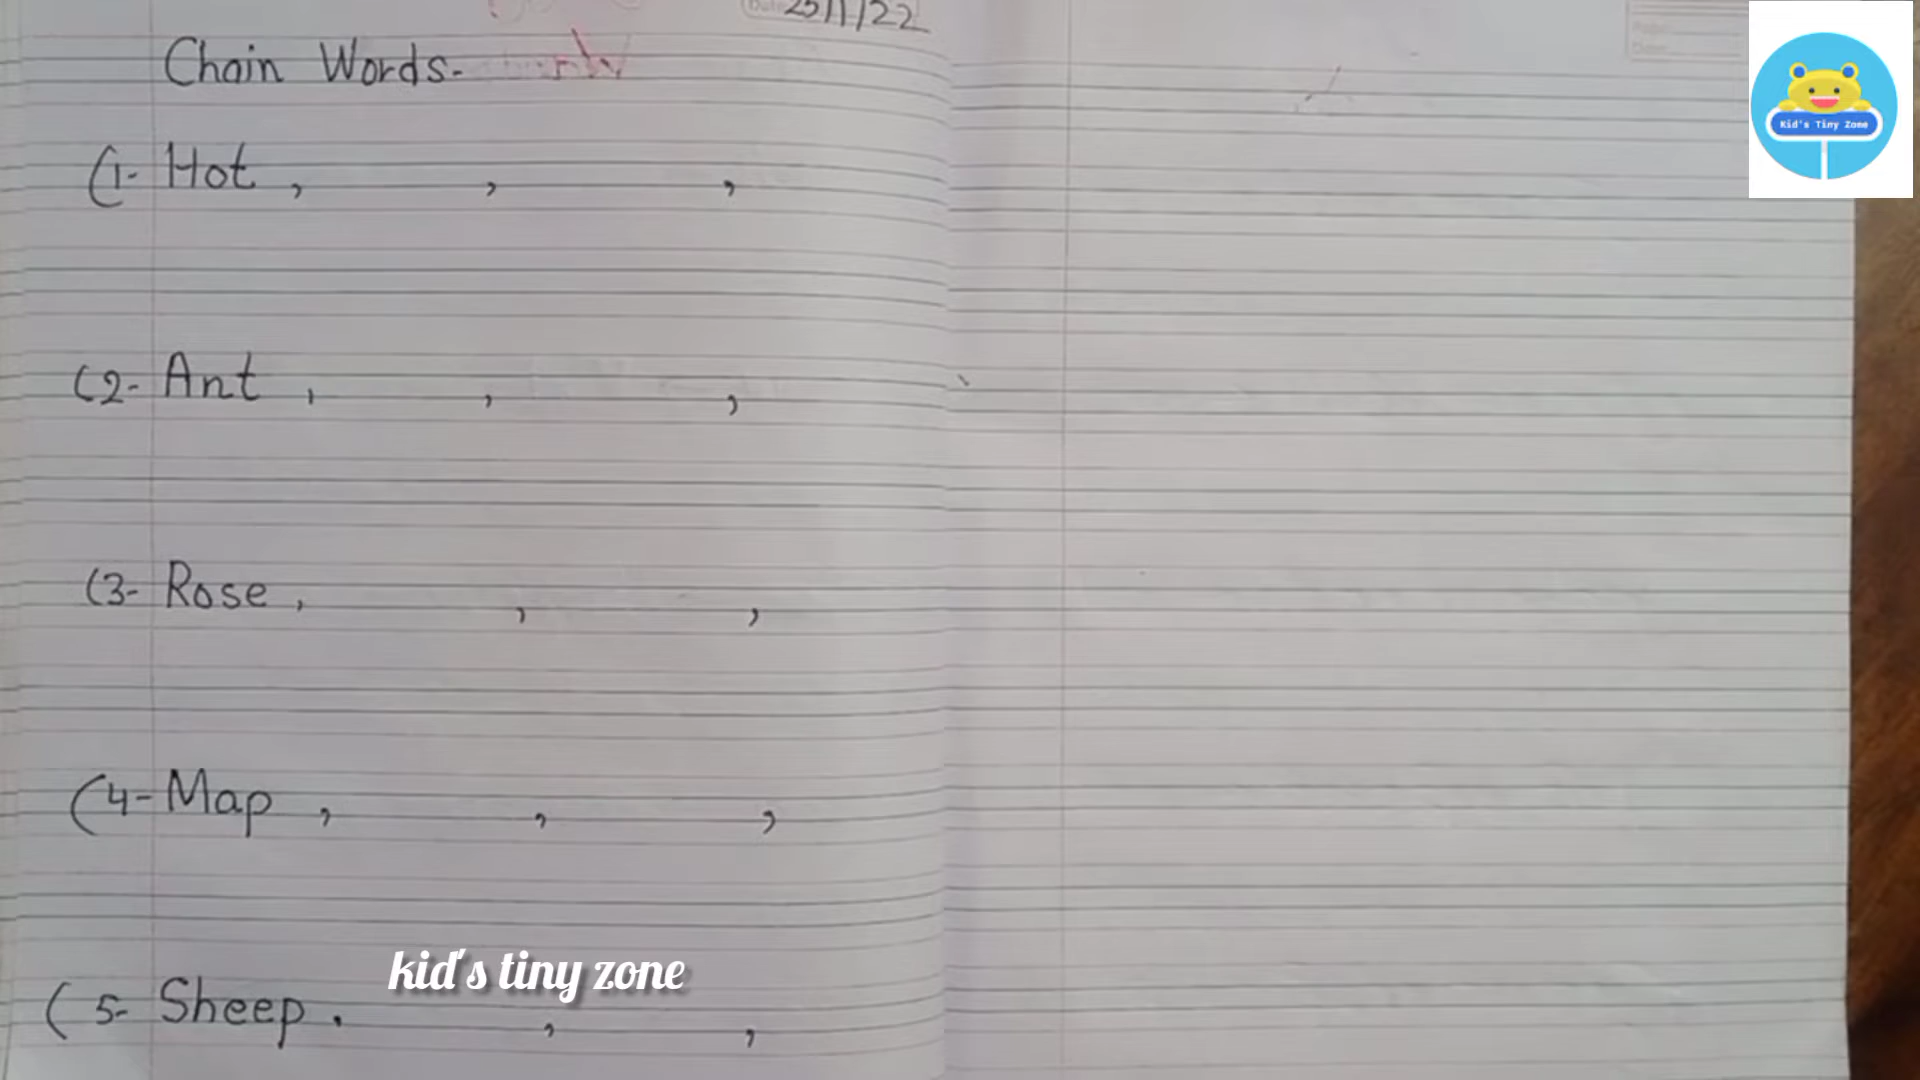 25/1/22
Chain Words-
Kid's Tiny Zone
(1- Hot , , ,
(2- Ant , , ,
(3- Rose , , ,
(4- Map , , ,
kid's tiny zone
(5- Sheep . , ,